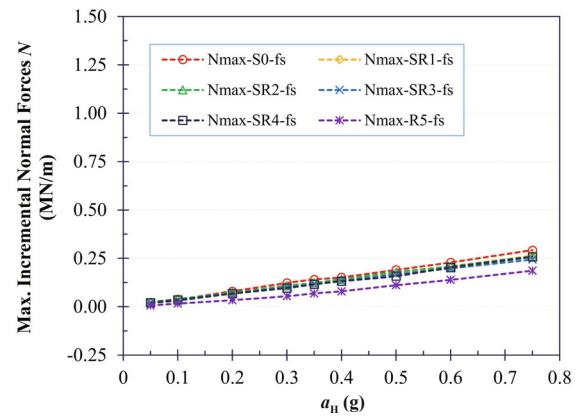 Max. Incremental Normal Forces N
(MN/m)
1.50
1.25
1.00
0.75
0.50
0.25
0.00
-0.25
Nmax-S0-fs
Nmax-SR1-fs
Nmax-SR2-fs
Nmax-SR3-fs
Nmax-SR4-fs
Nmax-R5-fs
0 0.1 0.2 0.3 0.4 0.5 0.6 0.7 0.8
aH (g)